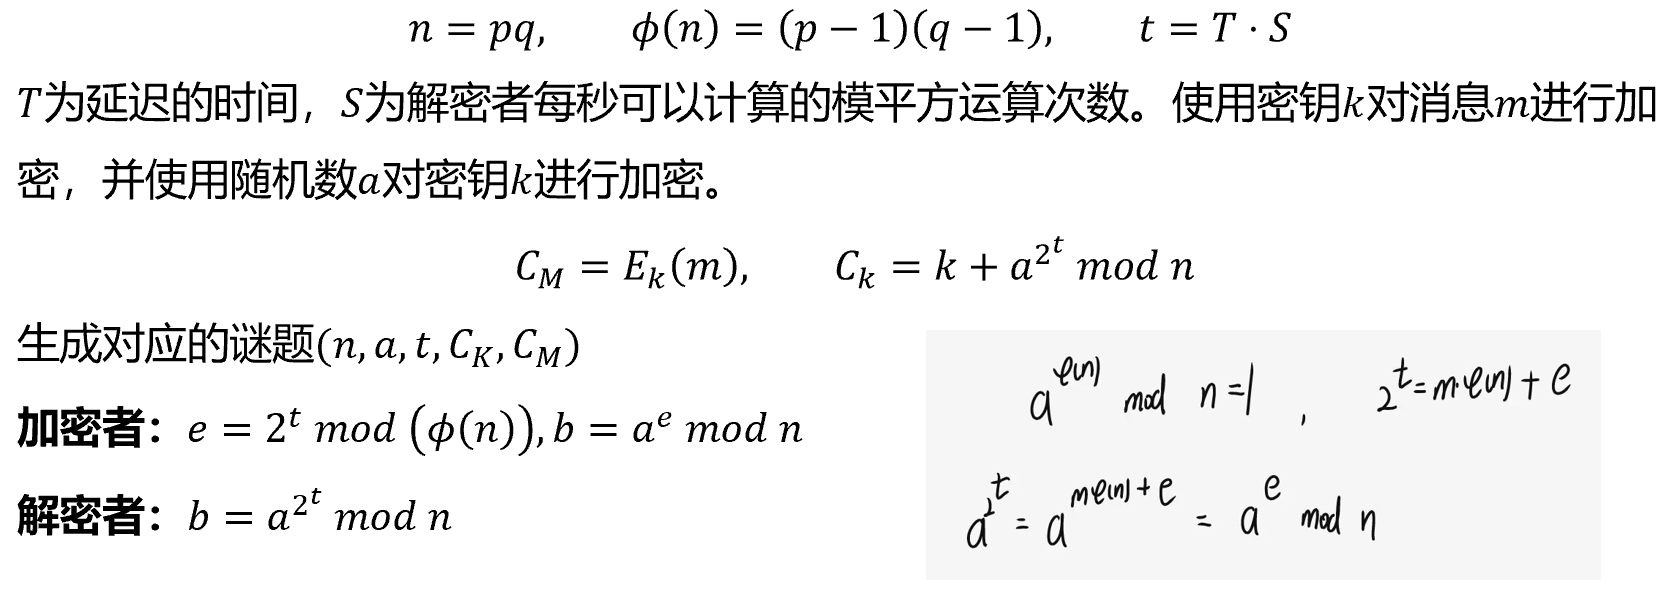 n = pq, ϕ(n) = (p − 1)(q − 1), t = T · S
T为延迟的时间，S为解密者每秒可以计算的模平方运算次数。使用密钥k对消息m进行加
密，并使用随机数a对密钥k进行加密。
C_M = E_k(m), C_k = k + a^{2^t} mod n
生成对应的谜题(n, a, t, C_K, C_M)
加密者：e = 2^t mod (ϕ(n)), b = a^e mod n
解密者：b = a^{2^t} mod n
a^{φ(n)} mod n = 1 , 2^t = m·φ(n) + e
a^{2^t} = a^{mφ(n) + e} = a^e mod n